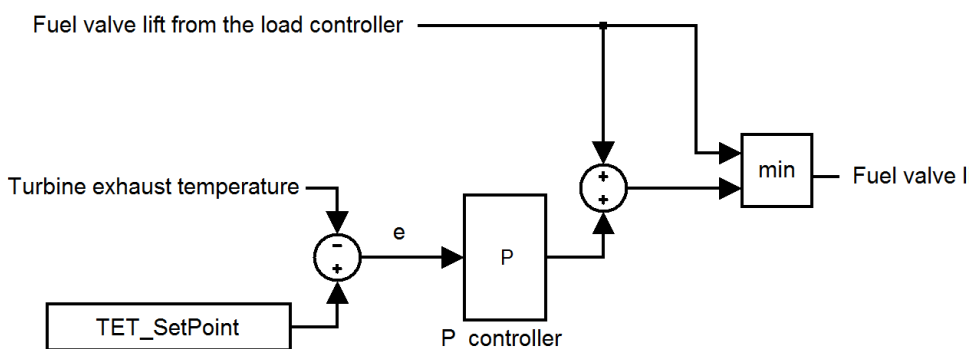 Fuel valve lift from the load controller
+
+
min
Fuel valve l
Turbine exhaust temperature
-
+
e
P
TET_SetPoint
P controller